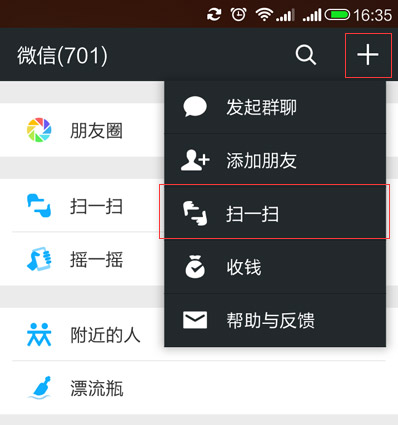 16:35
微信(701)
发起群聊
朋友圈
添加朋友
扫一扫
扫一扫
摇一摇
收钱
帮助与反馈
附近的人
漂流瓶